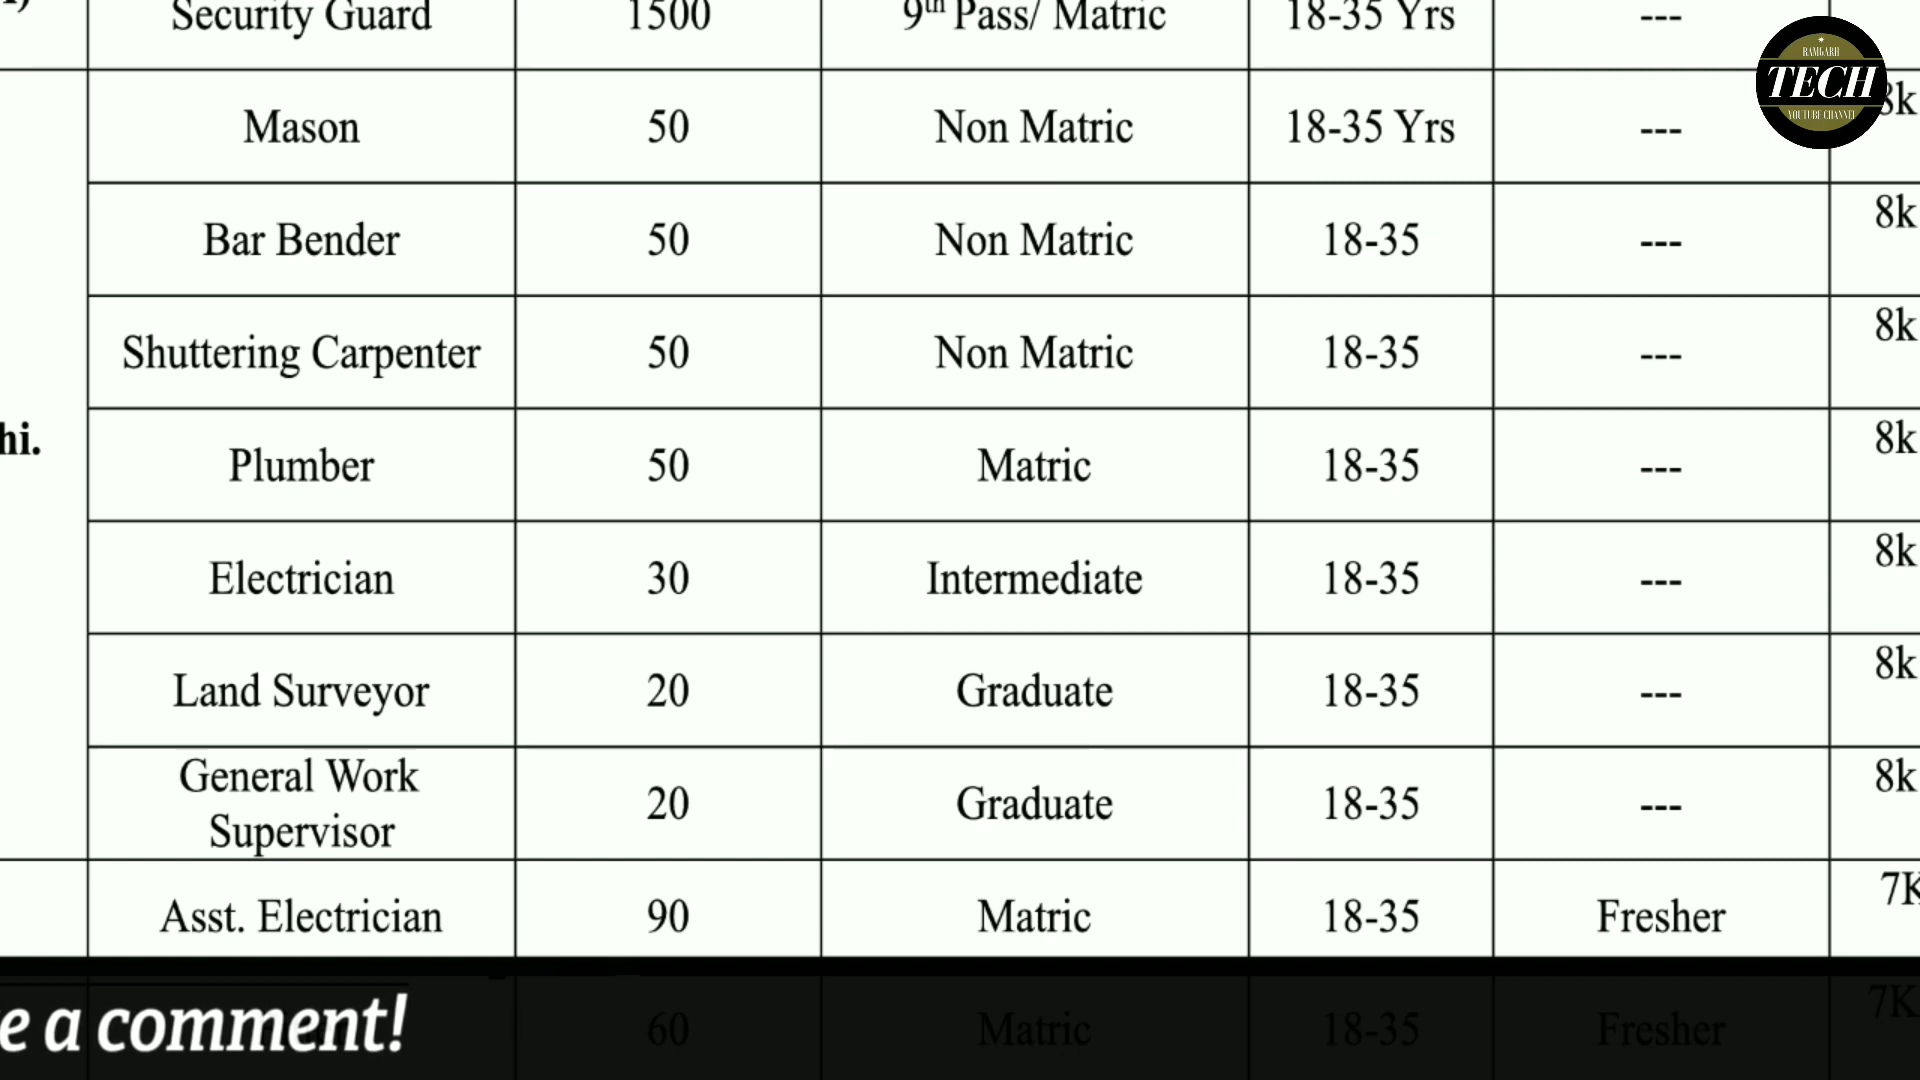 Security Guard 1500 9th Pass/ Matric 18-35 Yrs ---
Mason 50 Non Matric 18-35 Yrs --- 8k
Bar Bender 50 Non Matric 18-35 --- 8k
Shuttering Carpenter 50 Non Matric 18-35 --- 8k
hi.
Plumber 50 Matric 18-35 --- 8k
Electrician 30 Intermediate 18-35 --- 8k
Land Surveyor 20 Graduate 18-35 --- 8k
General Work
Supervisor 20 Graduate 18-35 --- 8k
Asst. Electrician 90 Matric 18-35 Fresher 7K
60 Matric 18-35 Fresher 7K
e a comment!
RAMGARH
TECH
YOUTUBE CHANNEL